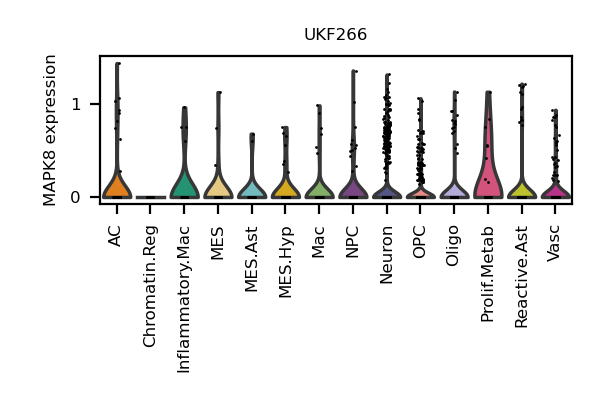 UKF266
MAPK8 expression
1
0
AC
Chromatin.Reg
Inflammatory.Mac
MES
MES.Ast
MES.Hyp
Mac
NPC
Neuron
OPC
Oligo
Prolif.Metab
Reactive.Ast
Vasc